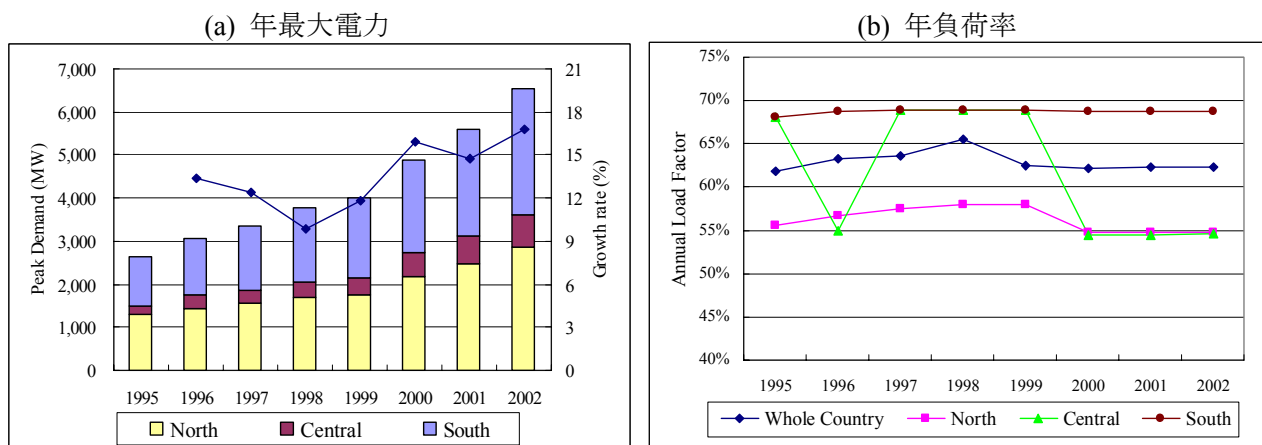 (a) 年最大電力
7,000
6,000
5,000
4,000
3,000
2,000
1,000
0
Peak Demand (MW)
21
18
15
12
9
6
3
0
Growth rate (%)
1995 1996 1997 1998 1999 2000 2001 2002
North Central South
(b) 年負荷率
75%
70%
65%
60%
55%
50%
45%
40%
Annual Load Factor
1995 1996 1997 1998 1999 2000 2001 2002
Whole Country North Central South